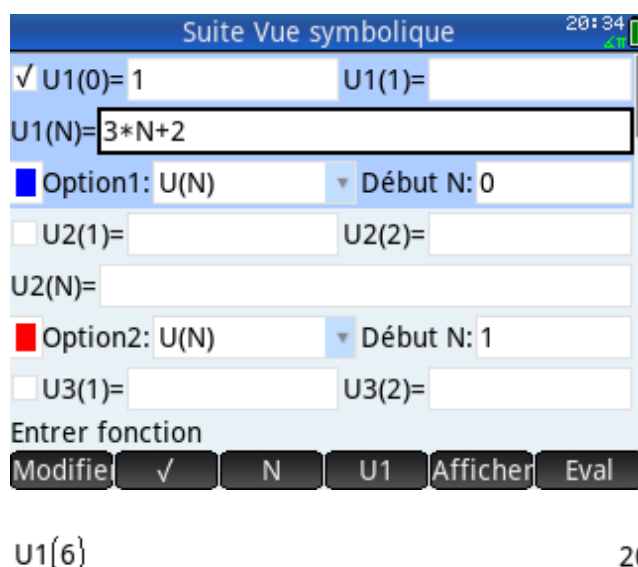 Suite Vue symbolique 20:34
∡π
√ U1(0)= 1 U1(1)=
U1(N)= 3*N+2
Option1: U(N) Début N: 0
U2(1)= U2(2)=
U2(N)=
Option2: U(N) Début N: 1
U3(1)= U3(2)=
Entrer fonction
Modifie √ N U1 Afficher Eval
U1(6)